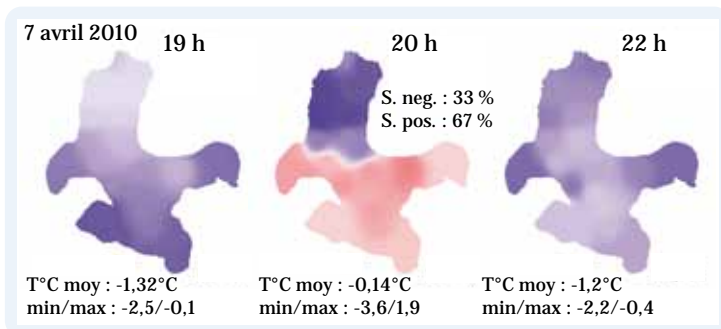 7 avril 2010
19 h
20 h
22 h
S. neg. : 33 %
S. pos. : 67 %
T°C moy : -1,32°C
min/max : -2,5/-0,1
T°C moy : -0,14°C
min/max : -3,6/1,9
T°C moy : -1,2°C
min/max : -2,2/-0,4